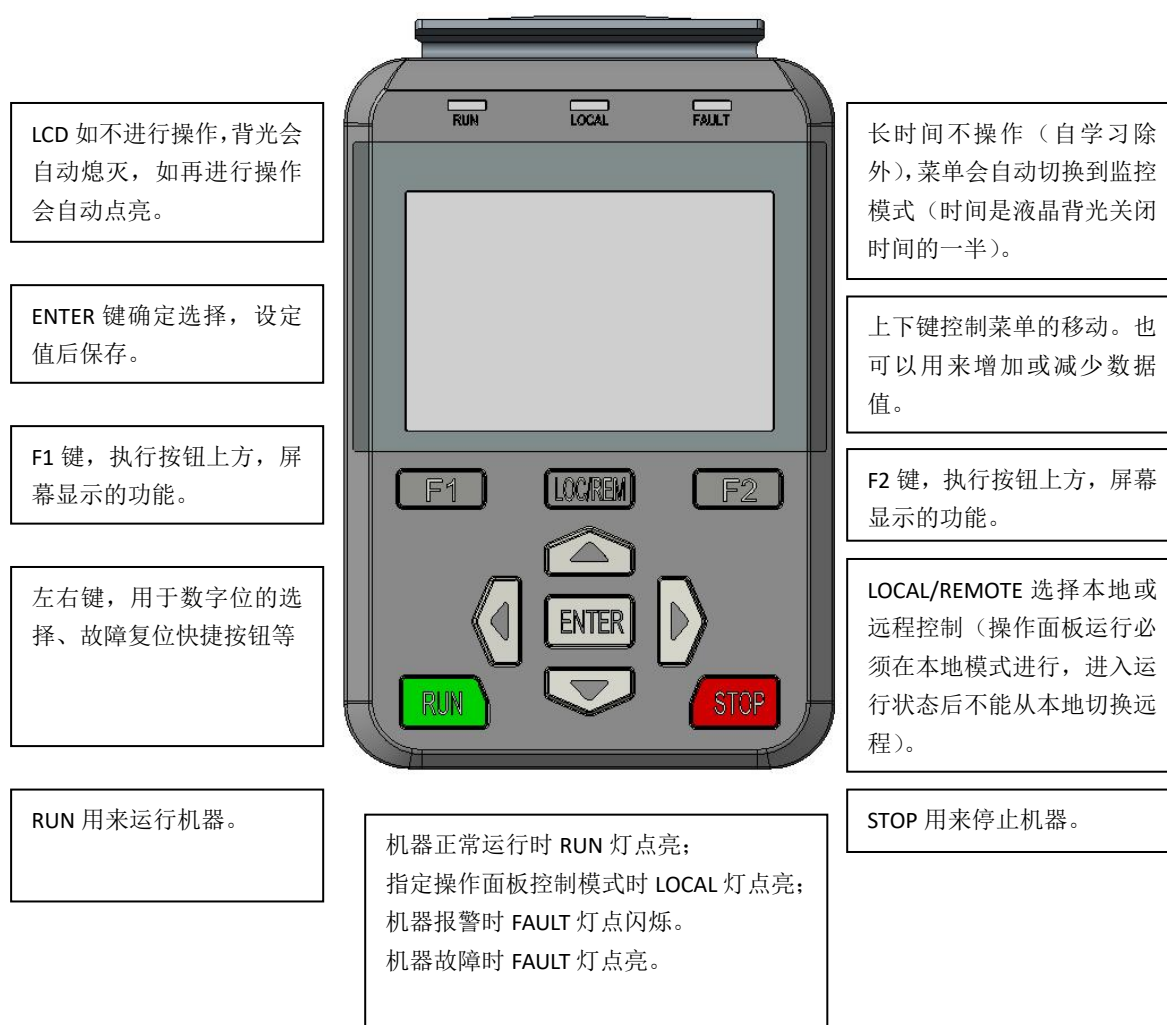 LCD 如不进行操作,背光会
自动熄灭，如再进行操作
会自动点亮。
ENTER 键确定选择，设定
值后保存。
F1 键，执行按钮上方，屏
幕显示的功能。
左右键，用于数字位的选
择、故障复位快捷按钮等
RUN 用来运行机器。
RUN
LOCAL
FAULT
F1
LOC/REM
F2
ENTER
RUN
STOP
机器正常运行时 RUN 灯点亮；
指定操作面板控制模式时 LOCAL 灯点亮；
机器报警时 FAULT 灯点闪烁。
机器故障时 FAULT 灯点亮。
长时间不操作（自学习除
外），菜单会自动切换到监控
模式（时间是液晶背光关闭
时间的一半）。
上下键控制菜单的移动。也
可以用来增加或减少数据
值。
F2 键，执行按钮上方，屏幕
显示的功能。
LOCAL/REMOTE 选择本地或
远程控制（操作面板运行必
须在本地模式进行，进入运
行状态后不能从本地切换远
程）。
STOP 用来停止机器。